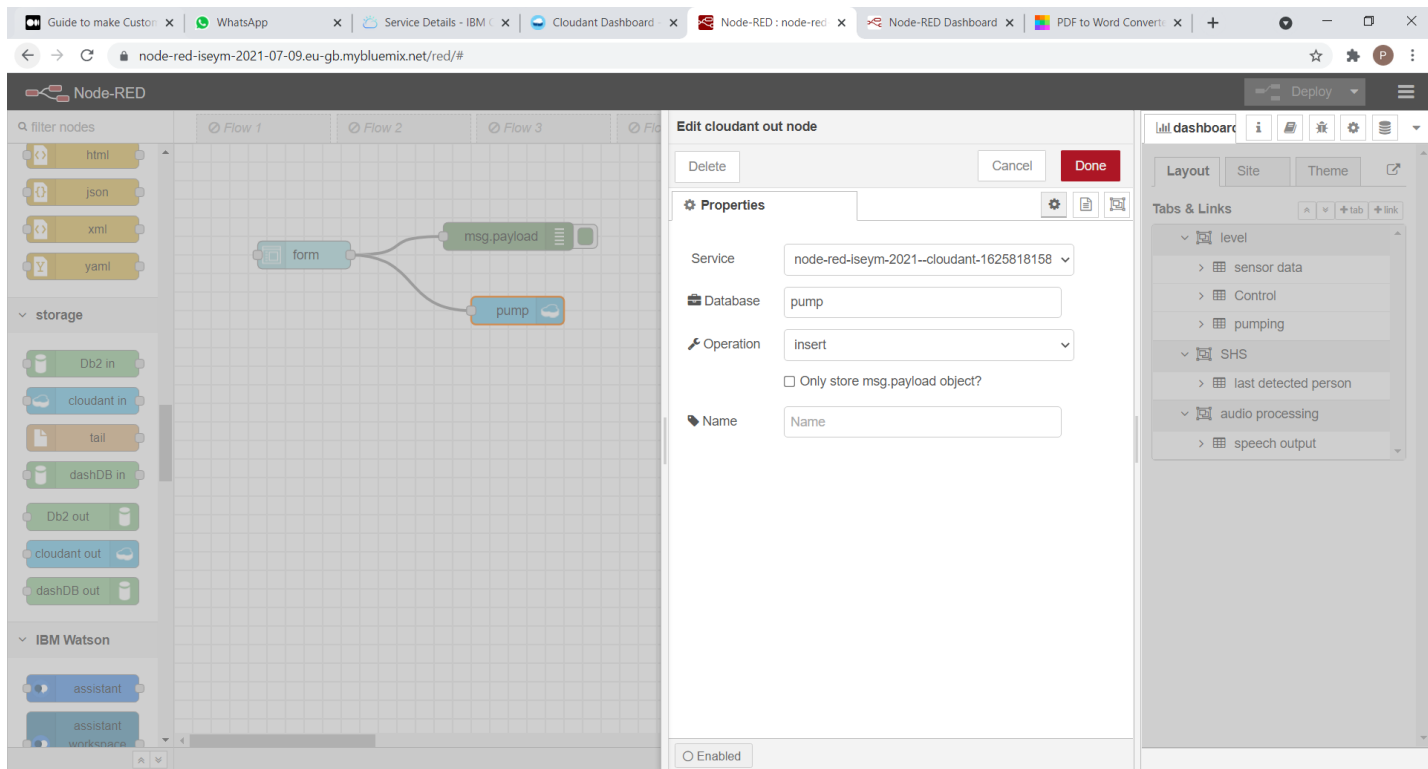 Guide to make Custon
WhatsApp
Service Details - IBM C
Cloudant Dashboard -
Node-RED : node-red
Node-RED Dashboard
PDF to Word Converte
node-red-iseym-2021-07-09.eu-gb.mybluemix.net/red/#
P
Node-RED
Deploy
filter nodes
Flow 1
Flow 2
Flow 3
Flo
html
json
xml
yaml
storage
Db2 in
cloudant in
tail
dashDB in
Db2 out
cloudant out
dashDB out
IBM Watson
assistant
assistant
workspace
form
msg.payload
pump
Edit cloudant out node
Delete
Cancel
Done
Properties
Service
node-red-iseym-2021--cloudant-1625818158
Database
pump
Operation
insert
Only store msg.payload object?
Name
Name
Enabled
dashboard
Layout
Site
Theme
Tabs & Links
+tab
+link
level
sensor data
Control
pumping
SHS
last detected person
audio processing
speech output